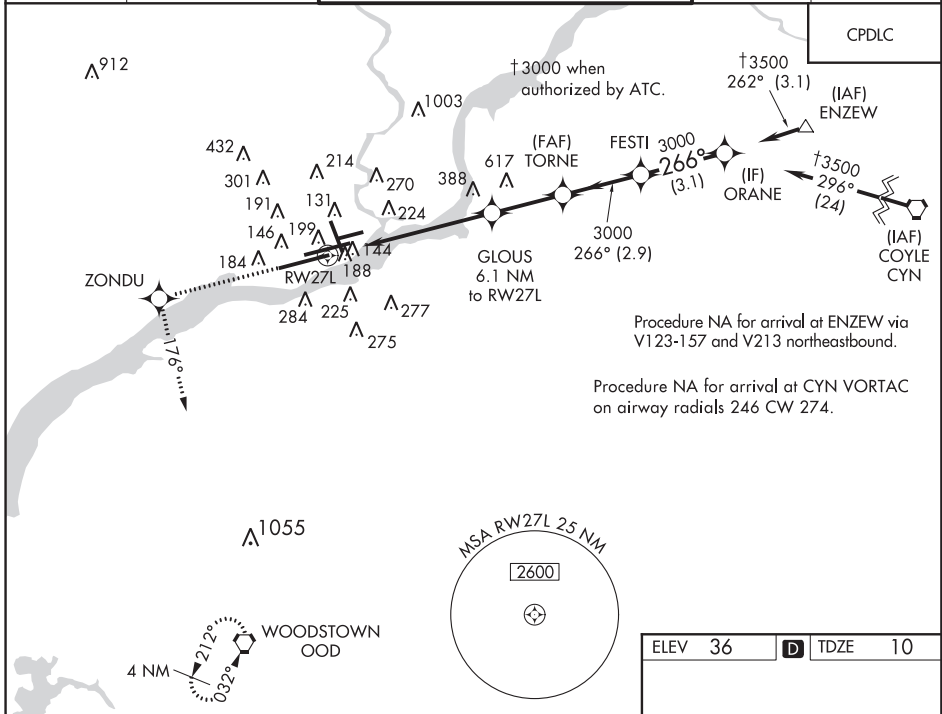 CPDLC
912
†3000 when
authorized by ATC.
†3500
262° (3.1)
(IAF)
ENZEW
1003
(FAF)
TORNE
FESTI
3000
266°
(3.1)
(IF)
ORANE
†3500
296°
(24)
(IAF)
COYLE
CYN
432
214
617
301
270
388
191
131
224
146
199
144
184
188
RW27L
GLOUS
6.1 NM
to RW27L
3000
266° (2.9)
ZONDU
284
225
277
275
176°
Procedure NA for arrival at ENZEW via
V123-157 and V213 northeastbound.
Procedure NA for arrival at CYN VORTAC
on airway radials 246 CW 274.
1055
MSA RW27L 25 NM
2600
WOODSTOWN
OOD
212°
032°
4 NM
ELEV 36 D TDZE 10